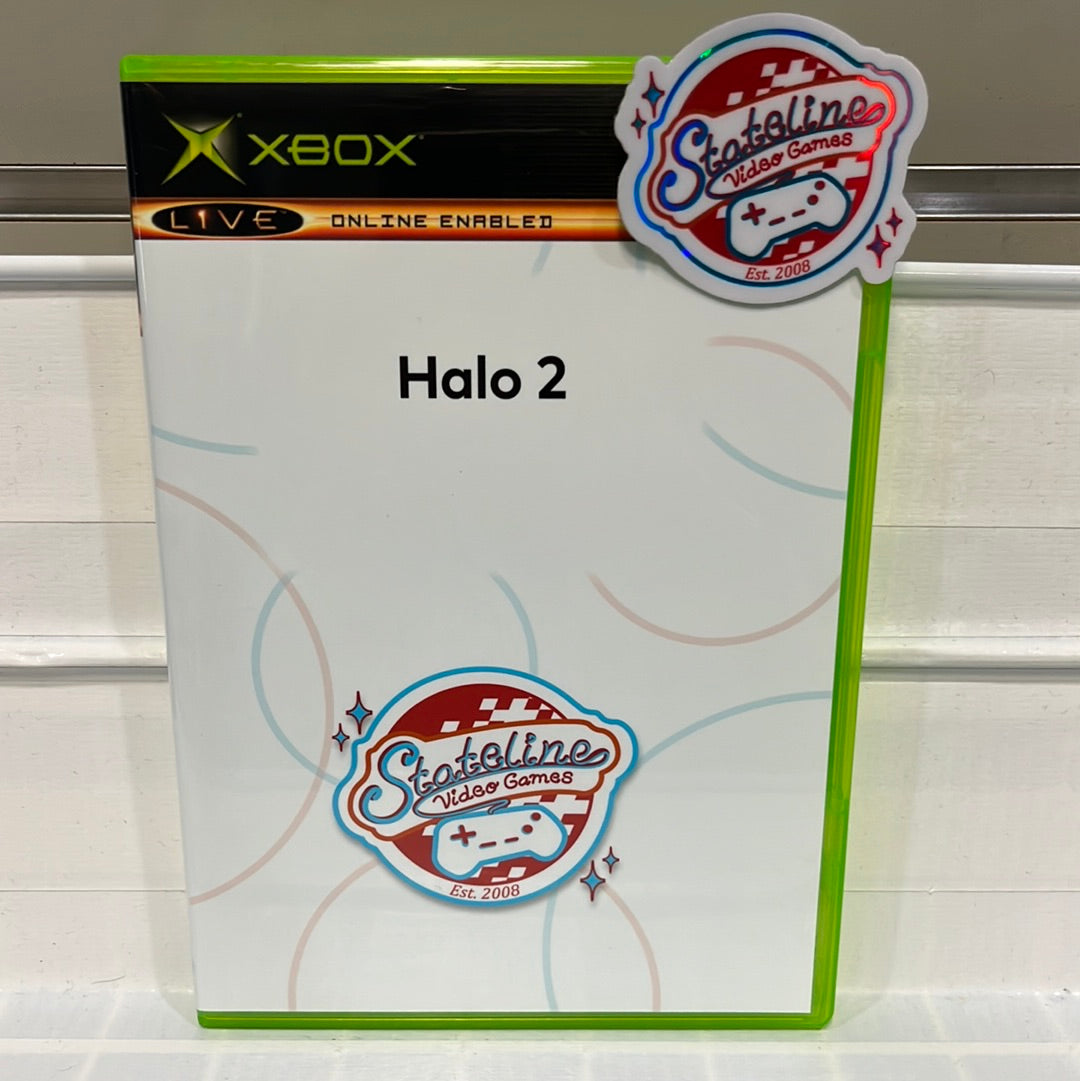 XBOX
LIVE ONLINE ENABLED
Stateline
Video Games
Est. 2008
Halo 2
Stateline
Video Games
Est. 2008